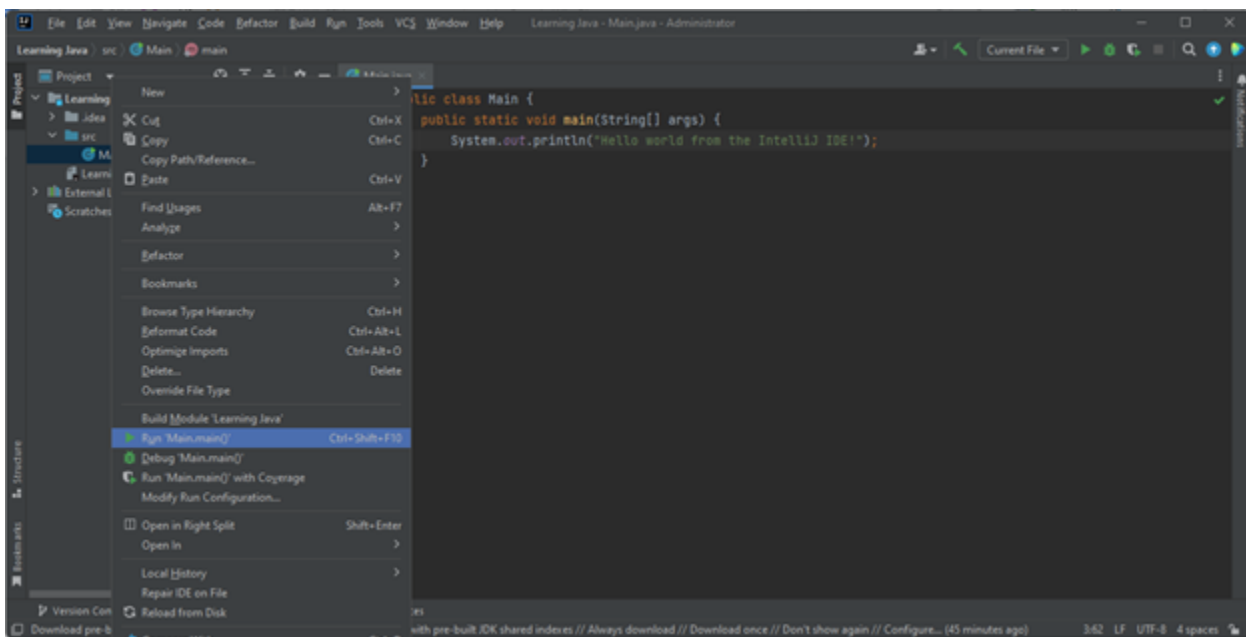 File Edit View Navigate Code Refactor Build Run Tools VCS Window Help Learning Java - Main.java - Administrator
Learning Java src Main main Current File
Project Main.java
Project
Notifications
Structure
Bookmarks
Learning
.idea
src
Learni
External L
Scratches
New
Cut Ctrl+X
Copy Ctrl+C
Copy Path/Reference...
Paste Ctrl+V
Find Usages Alt+F7
Analyze
Refactor
Bookmarks
Browse Type Hierarchy Ctrl+H
Reformat Code Ctrl+Alt+L
Optimize Imports Ctrl+Alt+O
Delete... Delete
Override File Type
Build Module 'Learning Java'
Run 'Main.main()' Ctrl+Shift+F10
Debug 'Main.main()'
Run 'Main.main()' with Coverage
Modify Run Configuration...
Open in Right Split Shift+Enter
Open In
Local History
Repair IDE on File
Reload from Disk
lic class Main {
public static void main(String[] args) {
System.out.println("Hello world from the IntelliJ IDE!");
}
Version Con
Download pre-b with pre-built JDK shared indexes // Always download // Download once // Don't show again // Configure... (45 minutes ago) 3:62 LF UTF-8 4 spaces